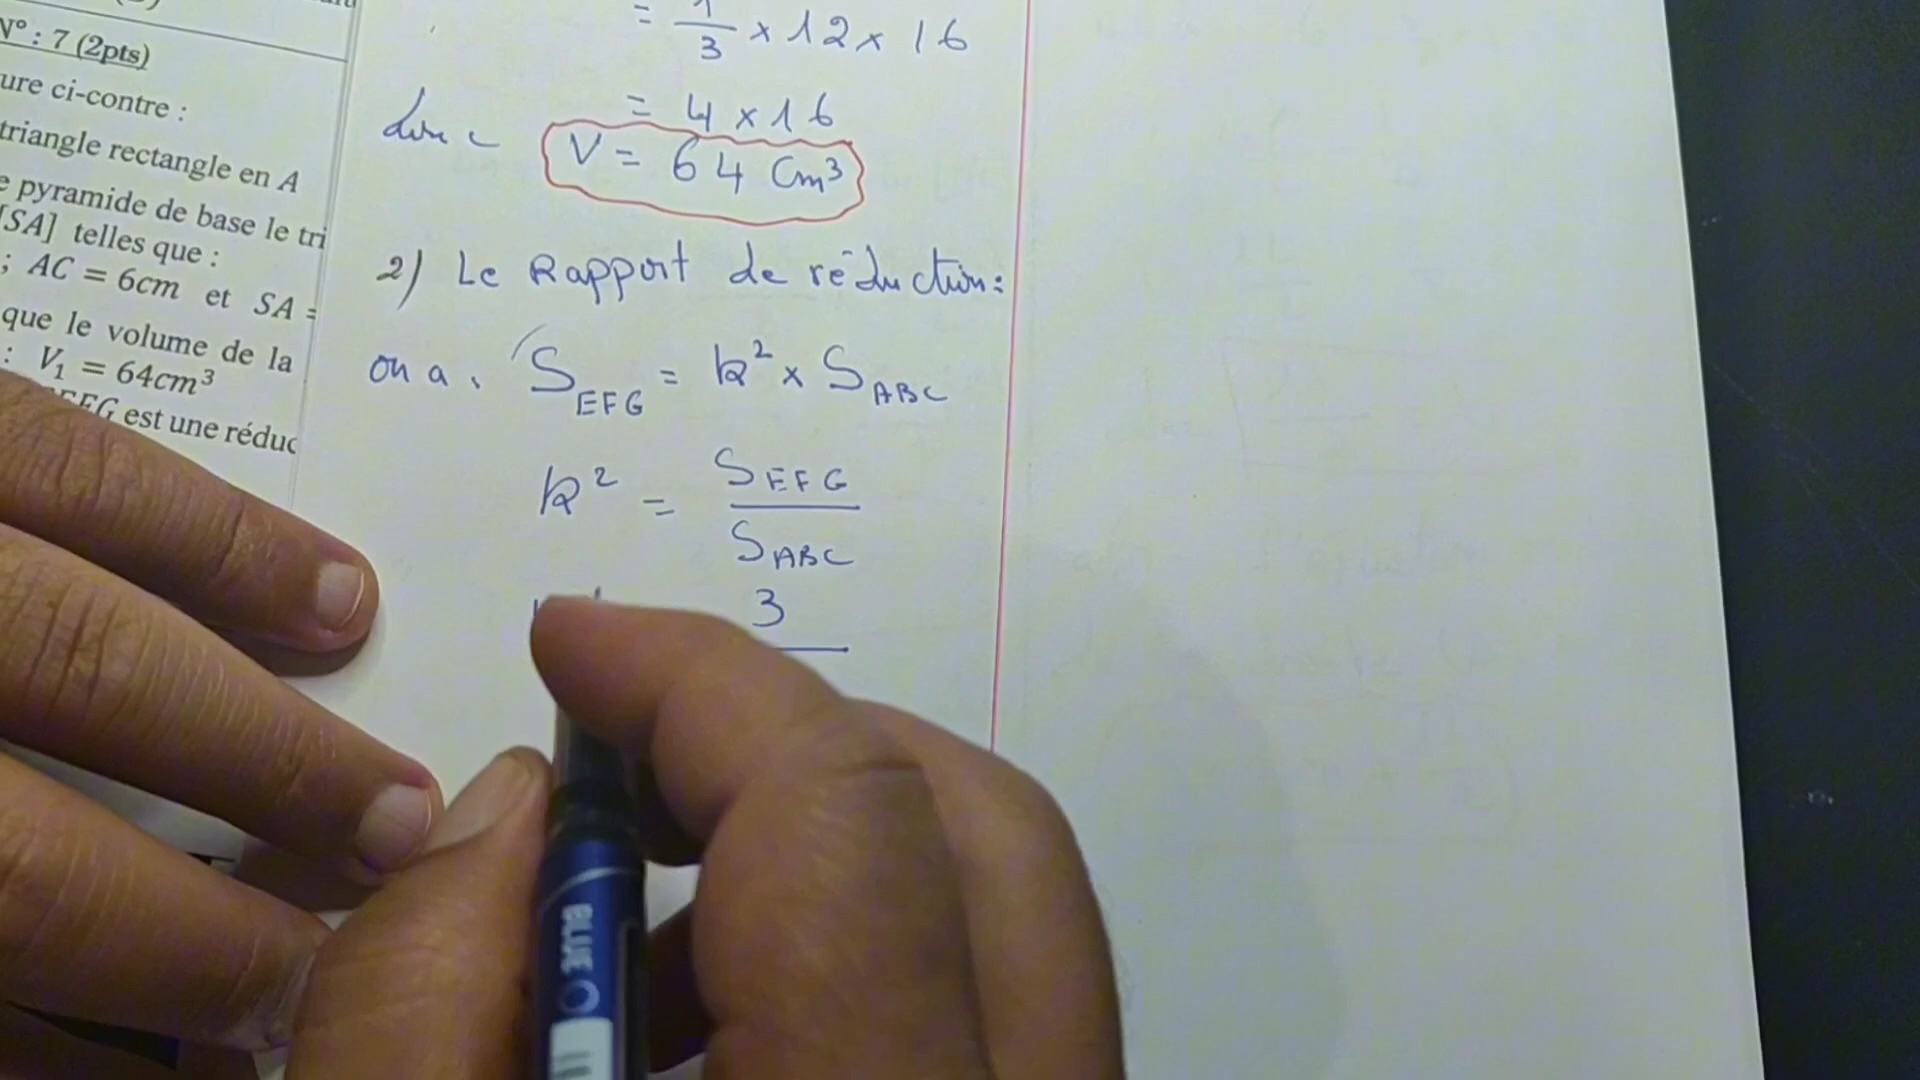 N° : 7 (2pts)
ure ci-contre :
triangle rectangle en A
e pyramide de base le tri
[SA] telles que :
; AC = 6cm et SA =
que le volume de la
: V₁ = 64cm³
EFG est une réduc
= 1/3 × 12 × 16
= 4 × 16
donc V = 64 Cm³
2) Le Rapport de réduction:
on a : S_EFG = k² × S_ABC
k² = S_EFG / S_ABC
3
BLUE